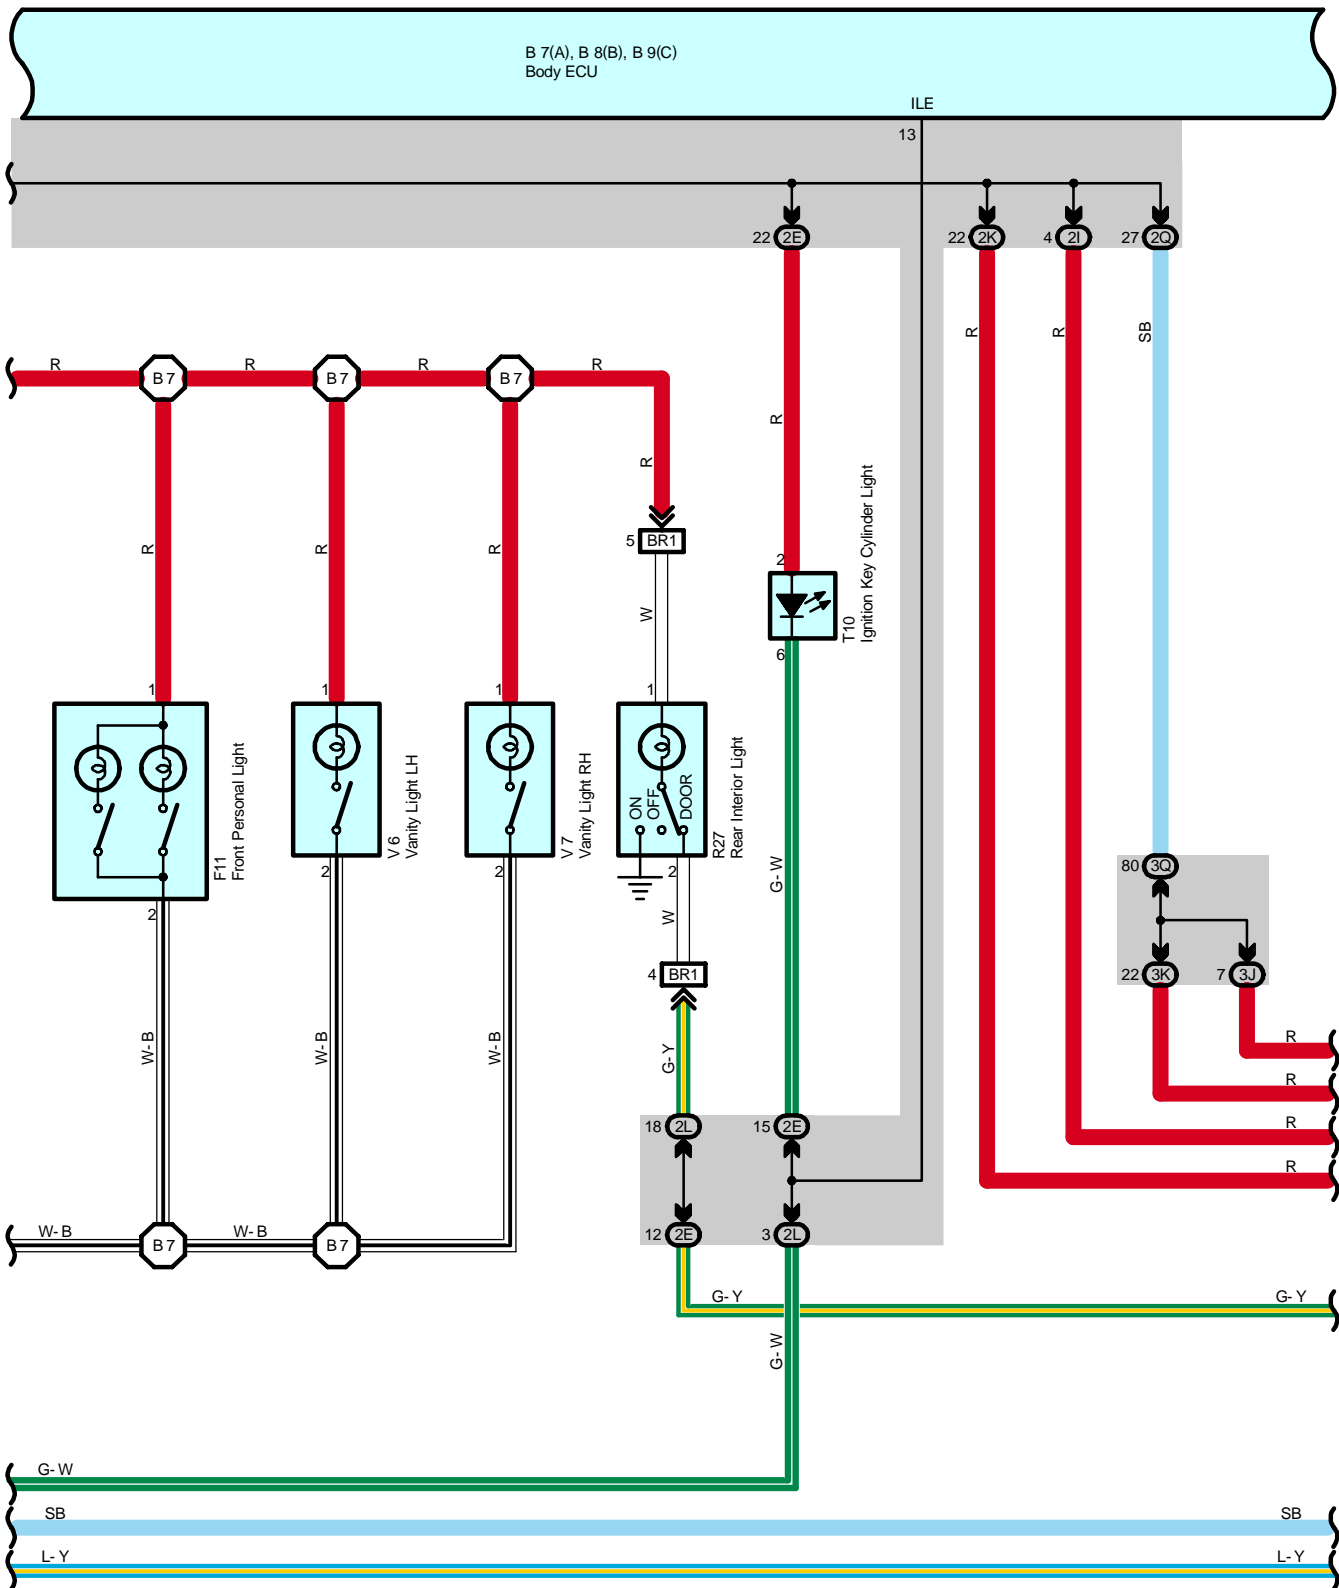 B 7(A), B 8(B), B 9(C)
Body ECU
ILE
13
22 2E
22 2K
4 2I
27 2Q
R
R
SB
R
R
R
R
B 7
B 7
B 7
R
R
R
R
R
5 BR1
W
2
T10
Ignition Key Cylinder Light
6
1
1
1
1
F11
Front Personal Light
V 6
Vanity Light LH
V 7
Vanity Light RH
ON
OFF
DOOR
R27
Rear Interior Light
2
2
2
2
W
G- W
80 3Q
22 3K
7 3J
4 BR1
W- B
W- B
W- B
G- Y
R
R
R
R
18 2L
15 2E
12 2E
3 2L
W- B
W- B
B 7
B 7
G- Y
G- Y
G- W
G- W
SB
SB
L- Y
L- Y